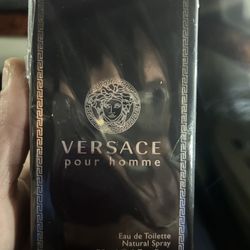 VERSACE
pour homme
Eau de Toilette
Natural Spray